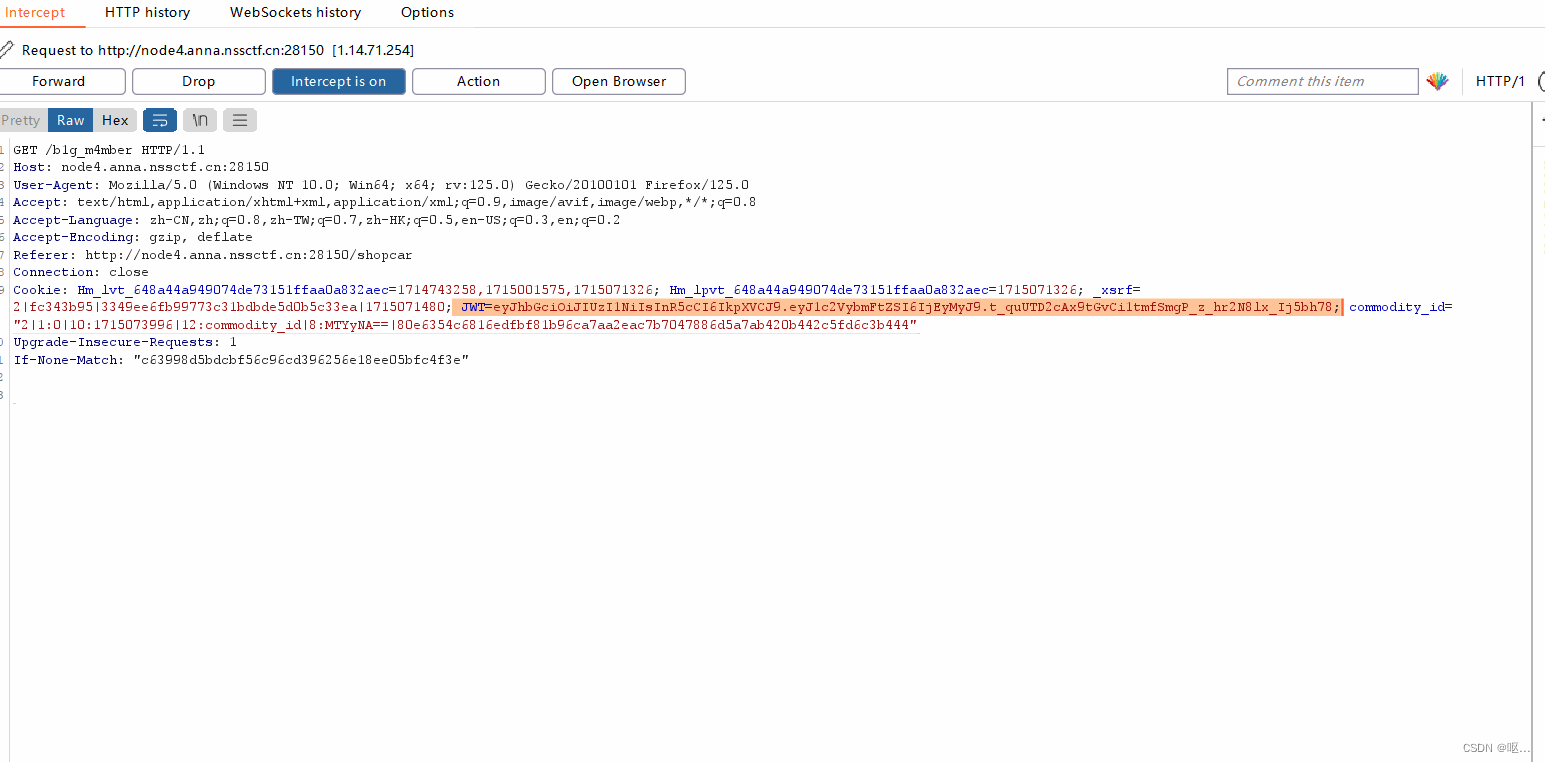 Intercept HTTP history WebSockets history Options
Request to http://node4.anna.nssctf.cn:28150 [1.14.71.254]
Forward Drop Intercept is on Action Open Browser Comment this item HTTP/1
Pretty Raw Hex \n
GET /b1g_m4mber HTTP/1.1
Host: node4.anna.nssctf.cn:28150
User-Agent: Mozilla/5.0 (Windows NT 10.0; Win64; x64; rv:125.0) Gecko/20100101 Firefox/125.0
Accept: text/html,application/xhtml+xml,application/xml;q=0.9,image/avif,image/webp,*/*;q=0.8
Accept-Language: zh-CN,zh;q=0.8,zh-TW;q=0.7,zh-HK;q=0.5,en-US;q=0.3,en;q=0.2
Accept-Encoding: gzip, deflate
Referer: http://node4.anna.nssctf.cn:28150/shopcar
Connection: close
Cookie: Hm_lvt_648a44a949074de73151ffaa0a832aec=1714743258,1715001575,1715071326; Hm_lpvt_648a44a949074de73151ffaa0a832aec=1715071326; _xsrf=
2|fc343b95|3349ee6fb99773c31bdbde5d0b5c33ea|1715071480; JWT=eyJhbGciOiJIUzI1NiIsInR5cCI6IkpXVCJ9.eyJ1c2VybmFtZSI6IjEyMyJ9.t_quUTD2cAx9tGvCi1tmfSmgP_z_hr2N8lx_Ij5bh78; commodity_id=
"2|1:0|10:1715073996|12:commodity_id|8:MTYyNA==|80e6354c6816edfbf81b96ca7aa2eac7b7047886d5a7ab420b442c5fd6c3b444"
Upgrade-Insecure-Requests: 1
If-None-Match: "c63998d5bdcbf56c96cd396256e18ee05bfc4f3e"
CSDN @呕...